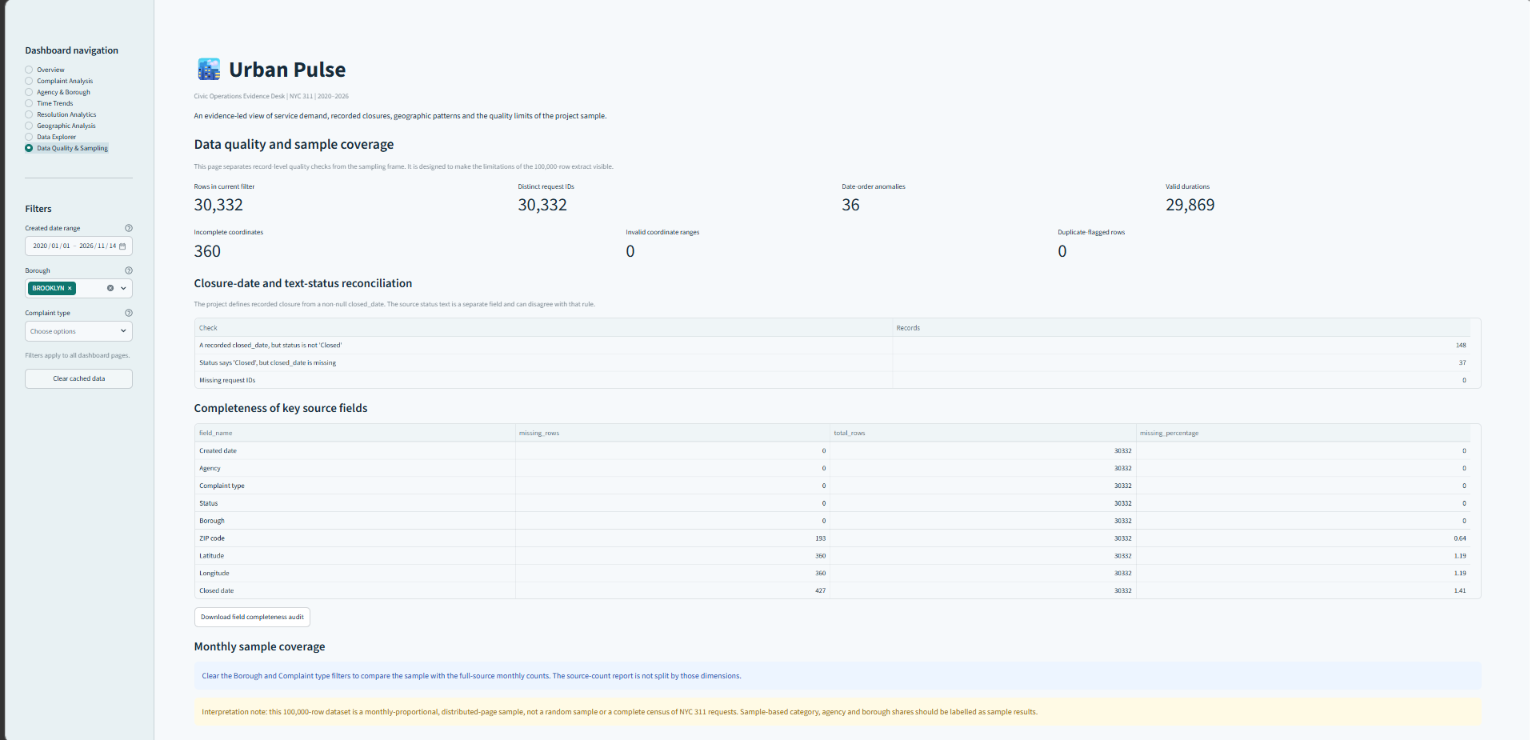 Dashboard navigation
Overview
Complaint Analysis
Agency & Borough
Time Trends
Resolution Analytics
Geographic Analysis
Data Explorer
Data Quality & Sampling
Filters
Created date range
2020/01/01 - 2026/11/14
Borough
BROOKLYN ×
Complaint type
Choose options
Filters apply to all dashboard pages.
Clear cached data
Urban Pulse
Civic Operations Evidence Desk | NYC 311 | 2020-2026
An evidence-led view of service demand, recorded closures, geographic patterns and the quality limits of the project sample.
Data quality and sample coverage
This page separates record-level quality checks from the sampling frame. It is designed to make the limitations of the 100,000-row extract visible.
Rows in current filter Distinct request IDs Date-order anomalies Valid durations
30,332 30,332 36 29,869
Incomplete coordinates Invalid coordinate ranges Duplicate-flagged rows
360 0 0
Closure-date and text-status reconciliation
The project defines recorded closure from a non-null closed_date. The source status text is a separate field and can disagree with that rule.
Check Records
A recorded closed_date, but status is not 'Closed' 148
Status says 'Closed', but closed_date is missing 37
Missing request IDs 0
Completeness of key source fields
field_name missing_rows total_rows missing_percentage
Created date 0 30332 0
Agency 0 30332 0
Complaint type 0 30332 0
Status 0 30332 0
Borough 0 30332 0
ZIP code 193 30332 0.64
Latitude 360 30332 1.19
Longitude 360 30332 1.19
Closed date 427 30332 1.41
Download field completeness audit
Monthly sample coverage
Clear the Borough and Complaint type filters to compare the sample with the full-source monthly counts. The source-count report is not split by those dimensions.
Interpretation note: this 100,000-row dataset is a monthly-proportional, distributed-page sample, not a random sample or a complete census of NYC 311 requests. Sample-based category, agency and borough shares should be labelled as sample results.